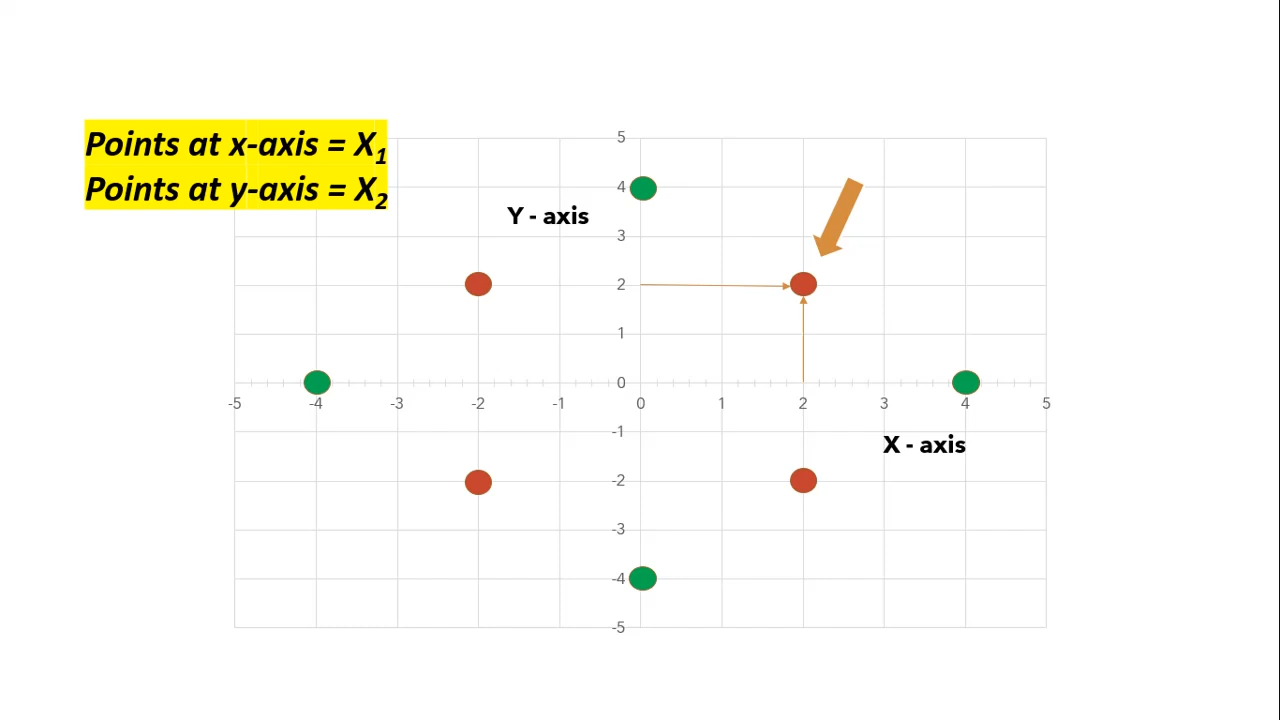 Points at x-axis = X₁
Points at y-axis = X₂
5
4
Y - axis
3
2
1
0
-5 -4 -3 -2 -1 0 1 2 3 4 5
-1
X - axis
-2
-3
-4
-5